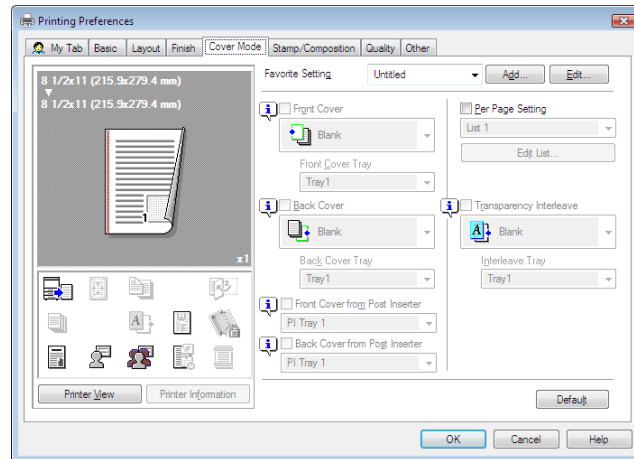 Printing Preferences
My Tab Basic Layout Finish Cover Mode Stamp/Composition Quality Other
8 1/2x11 (215.9x279.4 mm)
8 1/2x11 (215.9x279.4 mm)
1
x1
Printer View Printer Information
Favorite Setting Untitled Add... Edit...
Front Cover
Blank
Front Cover Tray
Tray1
Per Page Setting
List 1
Edit List...
Back Cover
Blank
Back Cover Tray
Tray1
Transparency Interleave
A Blank
Interleave Tray
Tray1
Front Cover from Post Inserter
PI Tray 1
Back Cover from Post Inserter
PI Tray 1
Default
OK Cancel Help